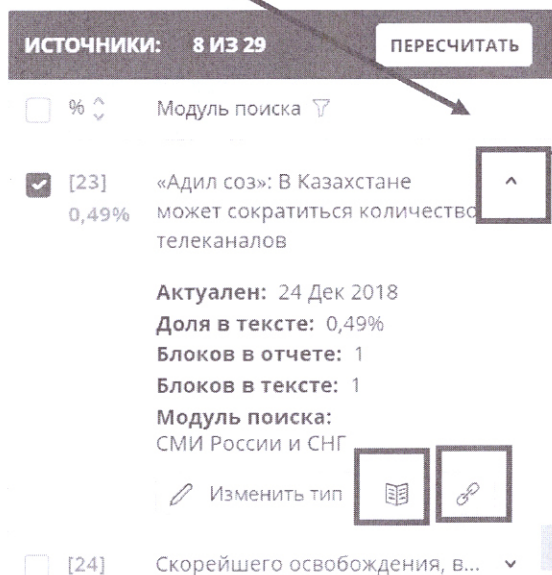 ИСТОЧНИКИ: 8 ИЗ 29 ПЕРЕСЧИТАТЬ
% Модуль поиска
[23] «Адил соз»: В Казахстане
0,49% может сократиться количество
телеканалов
Актуален: 24 Дек 2018
Доля в тексте: 0,49%
Блоков в отчете: 1
Блоков в тексте: 1
Модуль поиска:
СМИ России и СНГ
Изменить тип
[24] Скорейшего освобождения, в...